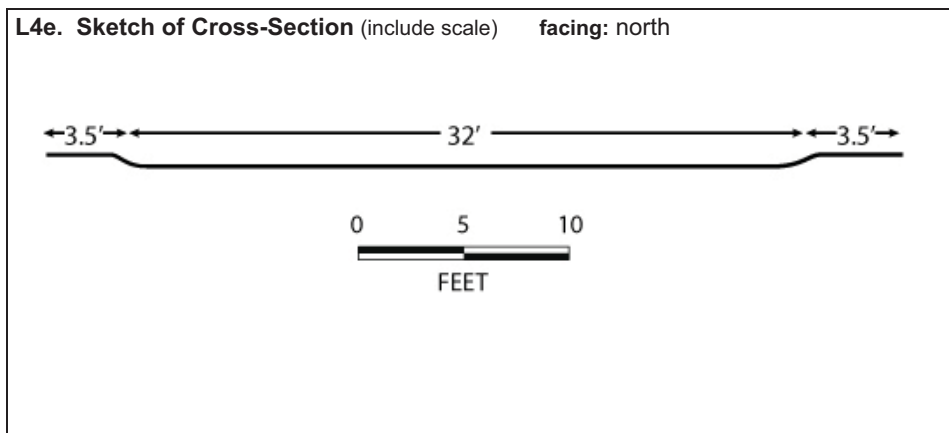 L4e. Sketch of Cross-Section (include scale) facing: north
3.5′ 32′ 3.5′
0 5 10
FEET